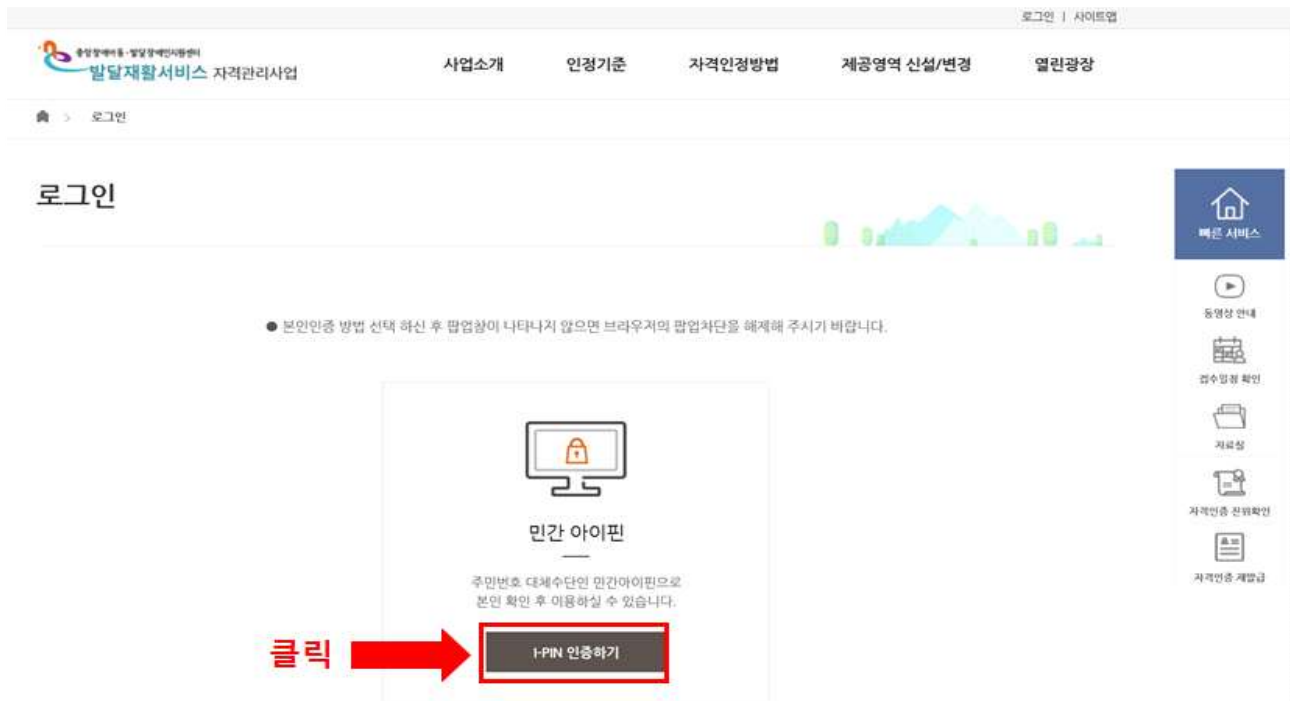 로그인 | 사이트맵
중앙장애아동·발달장애인지원센터
발달재활서비스 자격관리사업
사업소개 인정기준 자격인정방법 제공영역 신설/변경 열린광장
> 로그인
로그인
빠른 서비스
동영상 안내
● 본인인증 방법 선택 하신 후 팝업창이 나타나지 않으면 브라우저의 팝업차단을 해제해 주시기 바랍니다.
접수일정 확인
자료실
자격인증 진위확인
민간 아이핀
자격인증 재발급
주민번호 대체수단인 민간아이핀으로
본인 확인 후 이용하실 수 있습니다.
클릭
I-PIN 인증하기